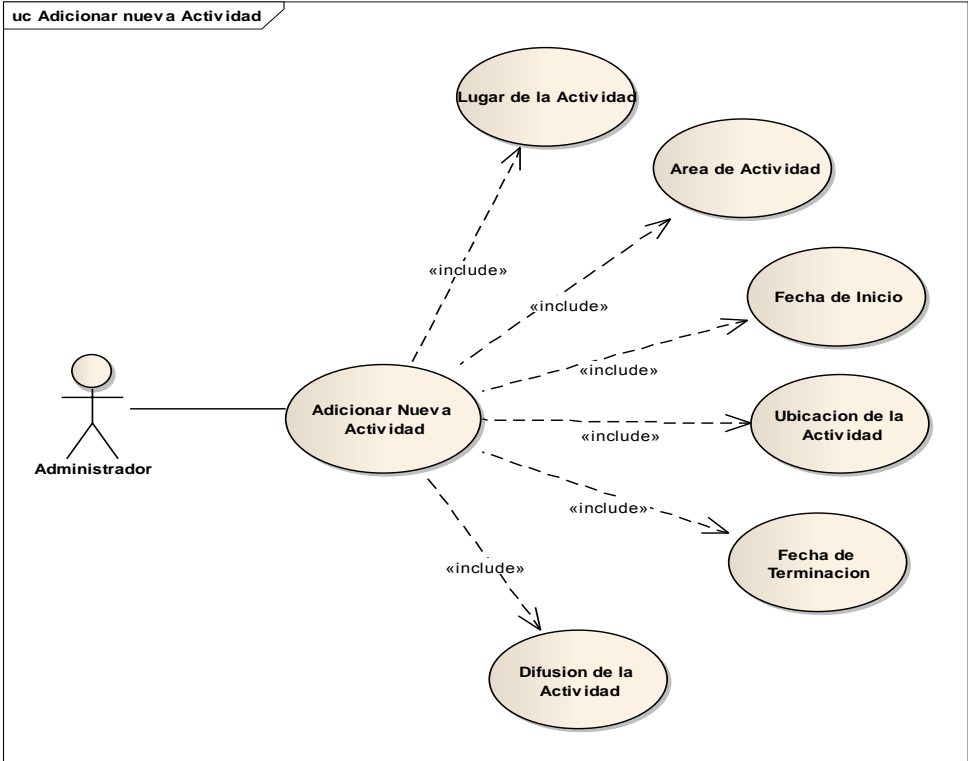 uc Adicionar nueva Actividad
Lugar de la Actividad
Area de Actividad
«include»
Fecha de Inicio
«include»
«include»
Adicionar Nueva
Actividad
Ubicacion de la
Actividad
«include»
Administrador
«include»
Fecha de
Terminacion
«include»
Difusion de la
Actividad